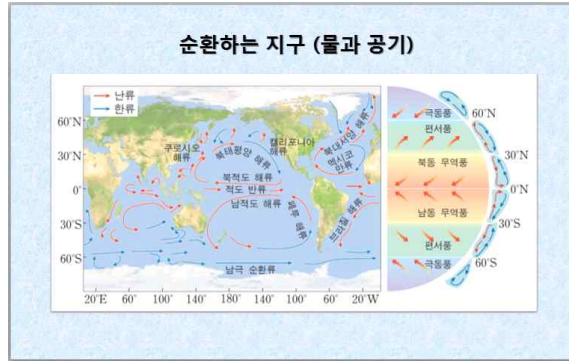 순환하는 지구 (물과 공기)
난류
한류
60°N
30°N
0°
30°S
60°S
20°E
60°
100°
140°
180°
140°
100°
60°
20°W
쿠로시오
해류
북태평양 해류
캘리포니아
해류
북대서양 해류
멕시코
만류
북적도 해류
적도 반류
남적도 해류
페루 해류
브라질 해류
남극 순환류
극동풍
편서풍
북동 무역풍
남동 무역풍
편서풍
극동풍
60°N
30°N
0°N
30°S
60°S